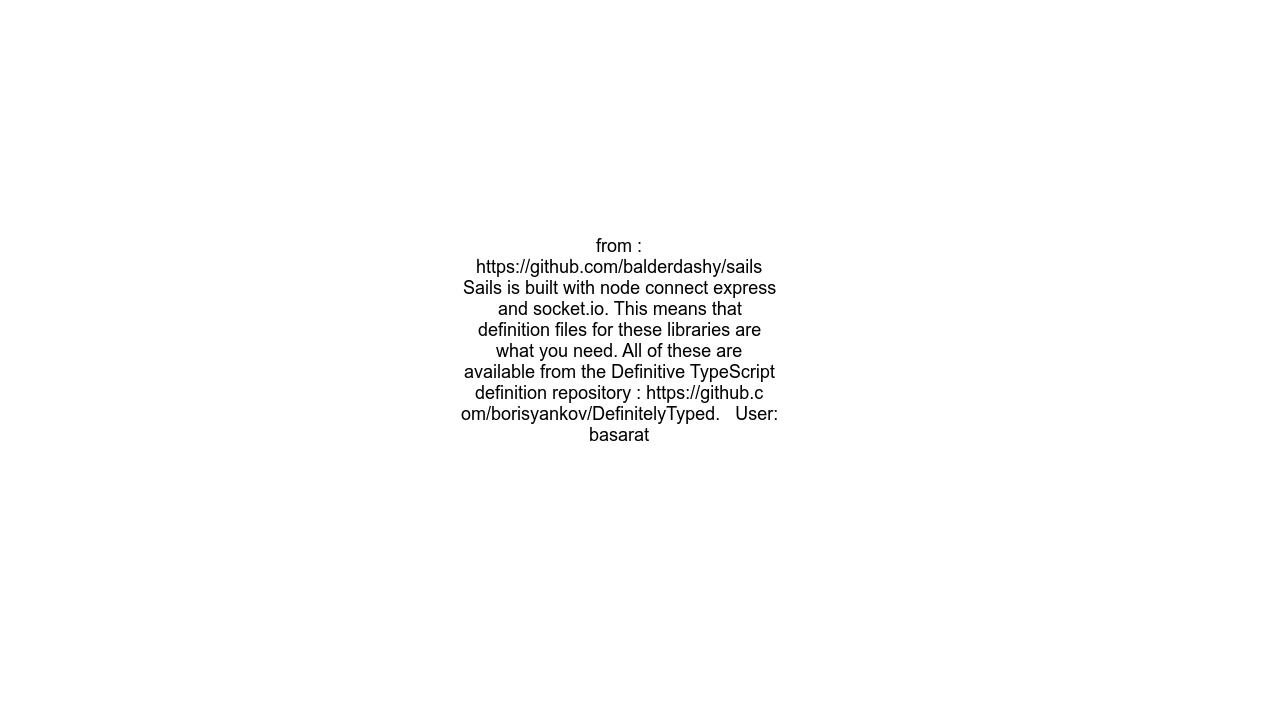 from :
https://github.com/balderdashy/sails
Sails is built with node connect express
and socket.io. This means that
definition files for these libraries are
what you need. All of these are
available from the Definitive TypeScript
definition repository : https://github.c
om/borisyankov/DefinitelyTyped.   User:
basarat